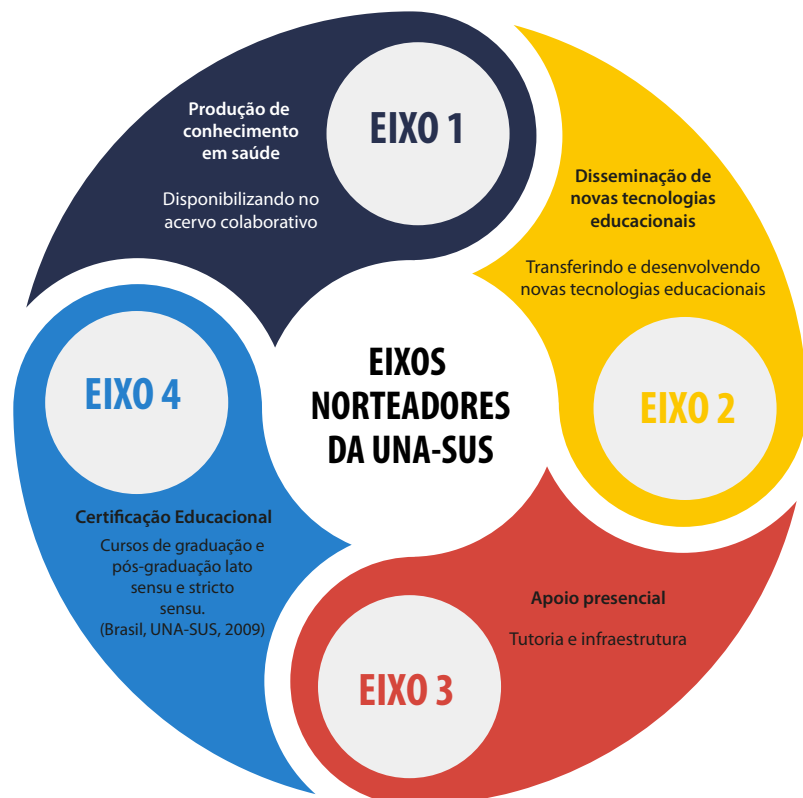 EIXO 1
Produção de
conhecimento
em saúde
Disponibilizando no
acervo colaborativo
Disseminação de
novas tecnologias
educacionais
Transferindo e desenvolvendo
novas tecnologias educacionais
EIXO 2
EIXOS
NORTEADORES
DA UNA-SUS
Apoio presencial
Tutoria e infraestrutura
EIXO 3
EIXO 4
Certificação Educacional
Cursos de graduação e
pós-graduação lato
sensu e stricto
sensu.
(Brasil, UNA-SUS, 2009)